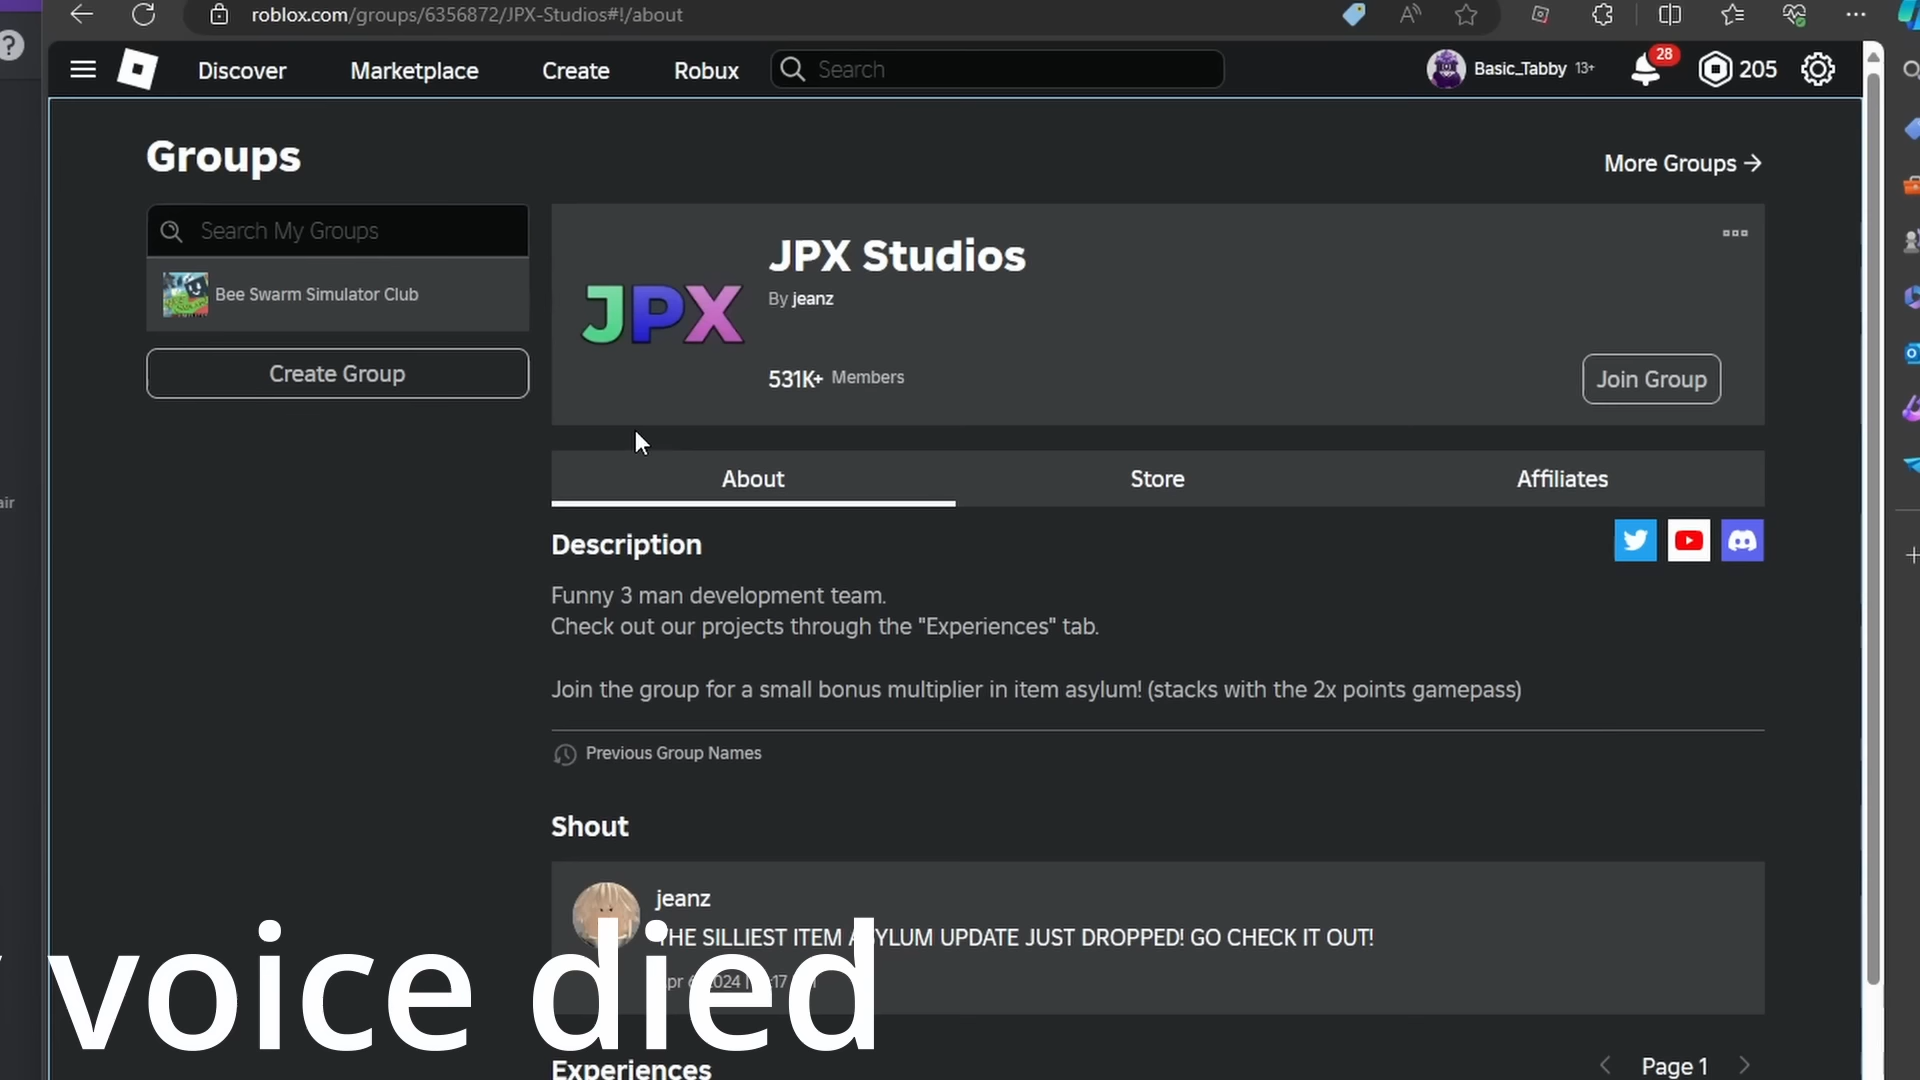 roblox.com/groups/6356872/JPX-Studios#!/about
Discover
Marketplace
Create
Robux
Search
Basic_Tabby 13+
28
205
Groups
More Groups
Search My Groups
Bee Swarm Simulator Club
Create Group
JPX
JPX Studios
By jeanz
531K+ Members
Join Group
About
Store
Affiliates
Description
Funny 3 man development team.
Check out our projects through the "Experiences" tab.
Join the group for a small bonus multiplier in item asylum! (stacks with the 2x points gamepass)
Previous Group Names
Shout
jeanz
THE SILLIEST ITEM ASYLUM UPDATE JUST DROPPED! GO CHECK IT OUT!
voice died
Experiences
Page 1